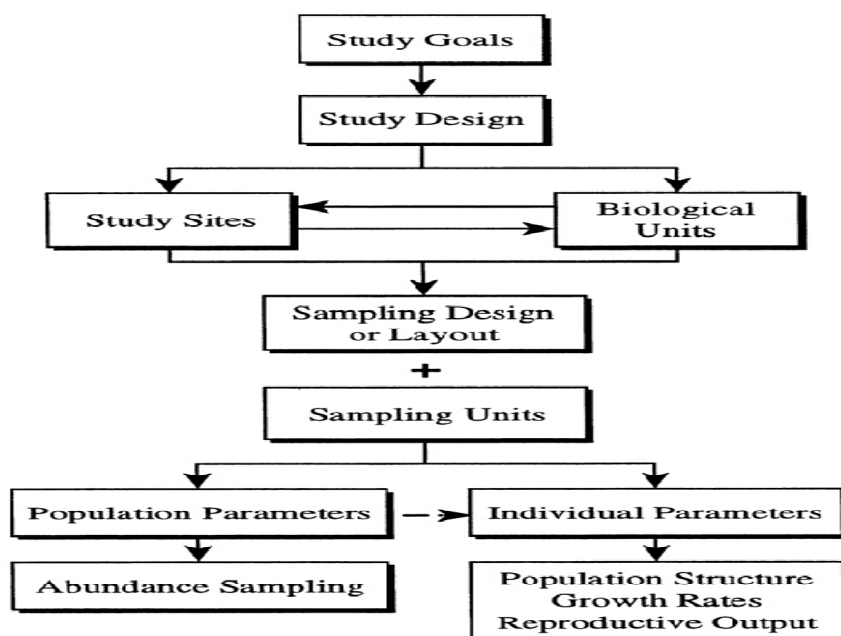 Study Goals
Study Design
Study Sites
Biological
Units
Sampling Design
or Layout
+
Sampling Units
Population Parameters
Individual Parameters
Abundance Sampling
Population Structure
Growth Rates
Reproductive Output